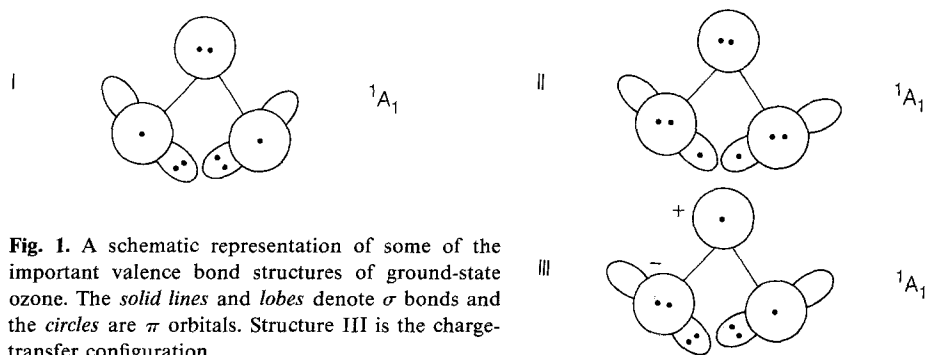 I
¹A₁
II
¹A₁
+
−
III
¹A₁
Fig. 1. A schematic representation of some of the
important valence bond structures of ground-state
ozone. The solid lines and lobes denote σ bonds and
the circles are π orbitals. Structure III is the charge-
transfer configuration